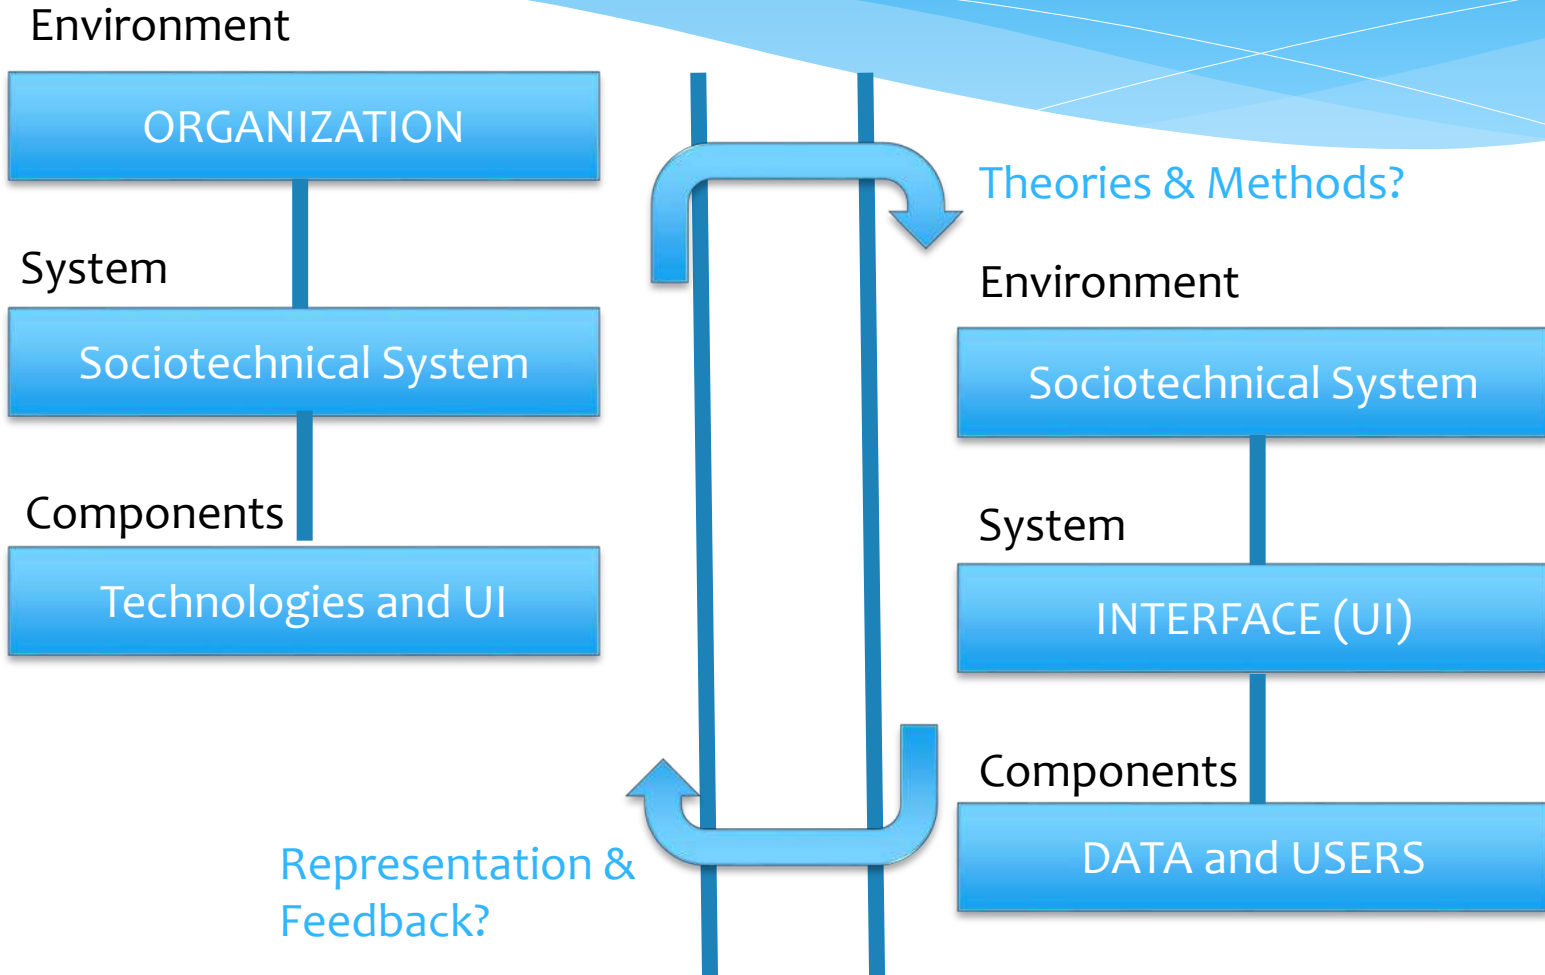 Environment
ORGANIZATION
System
Sociotechnical System
Components
Technologies and UI
Representation &
Feedback?
Theories & Methods?
Environment
Sociotechnical System
System
INTERFACE (UI)
Components
DATA and USERS